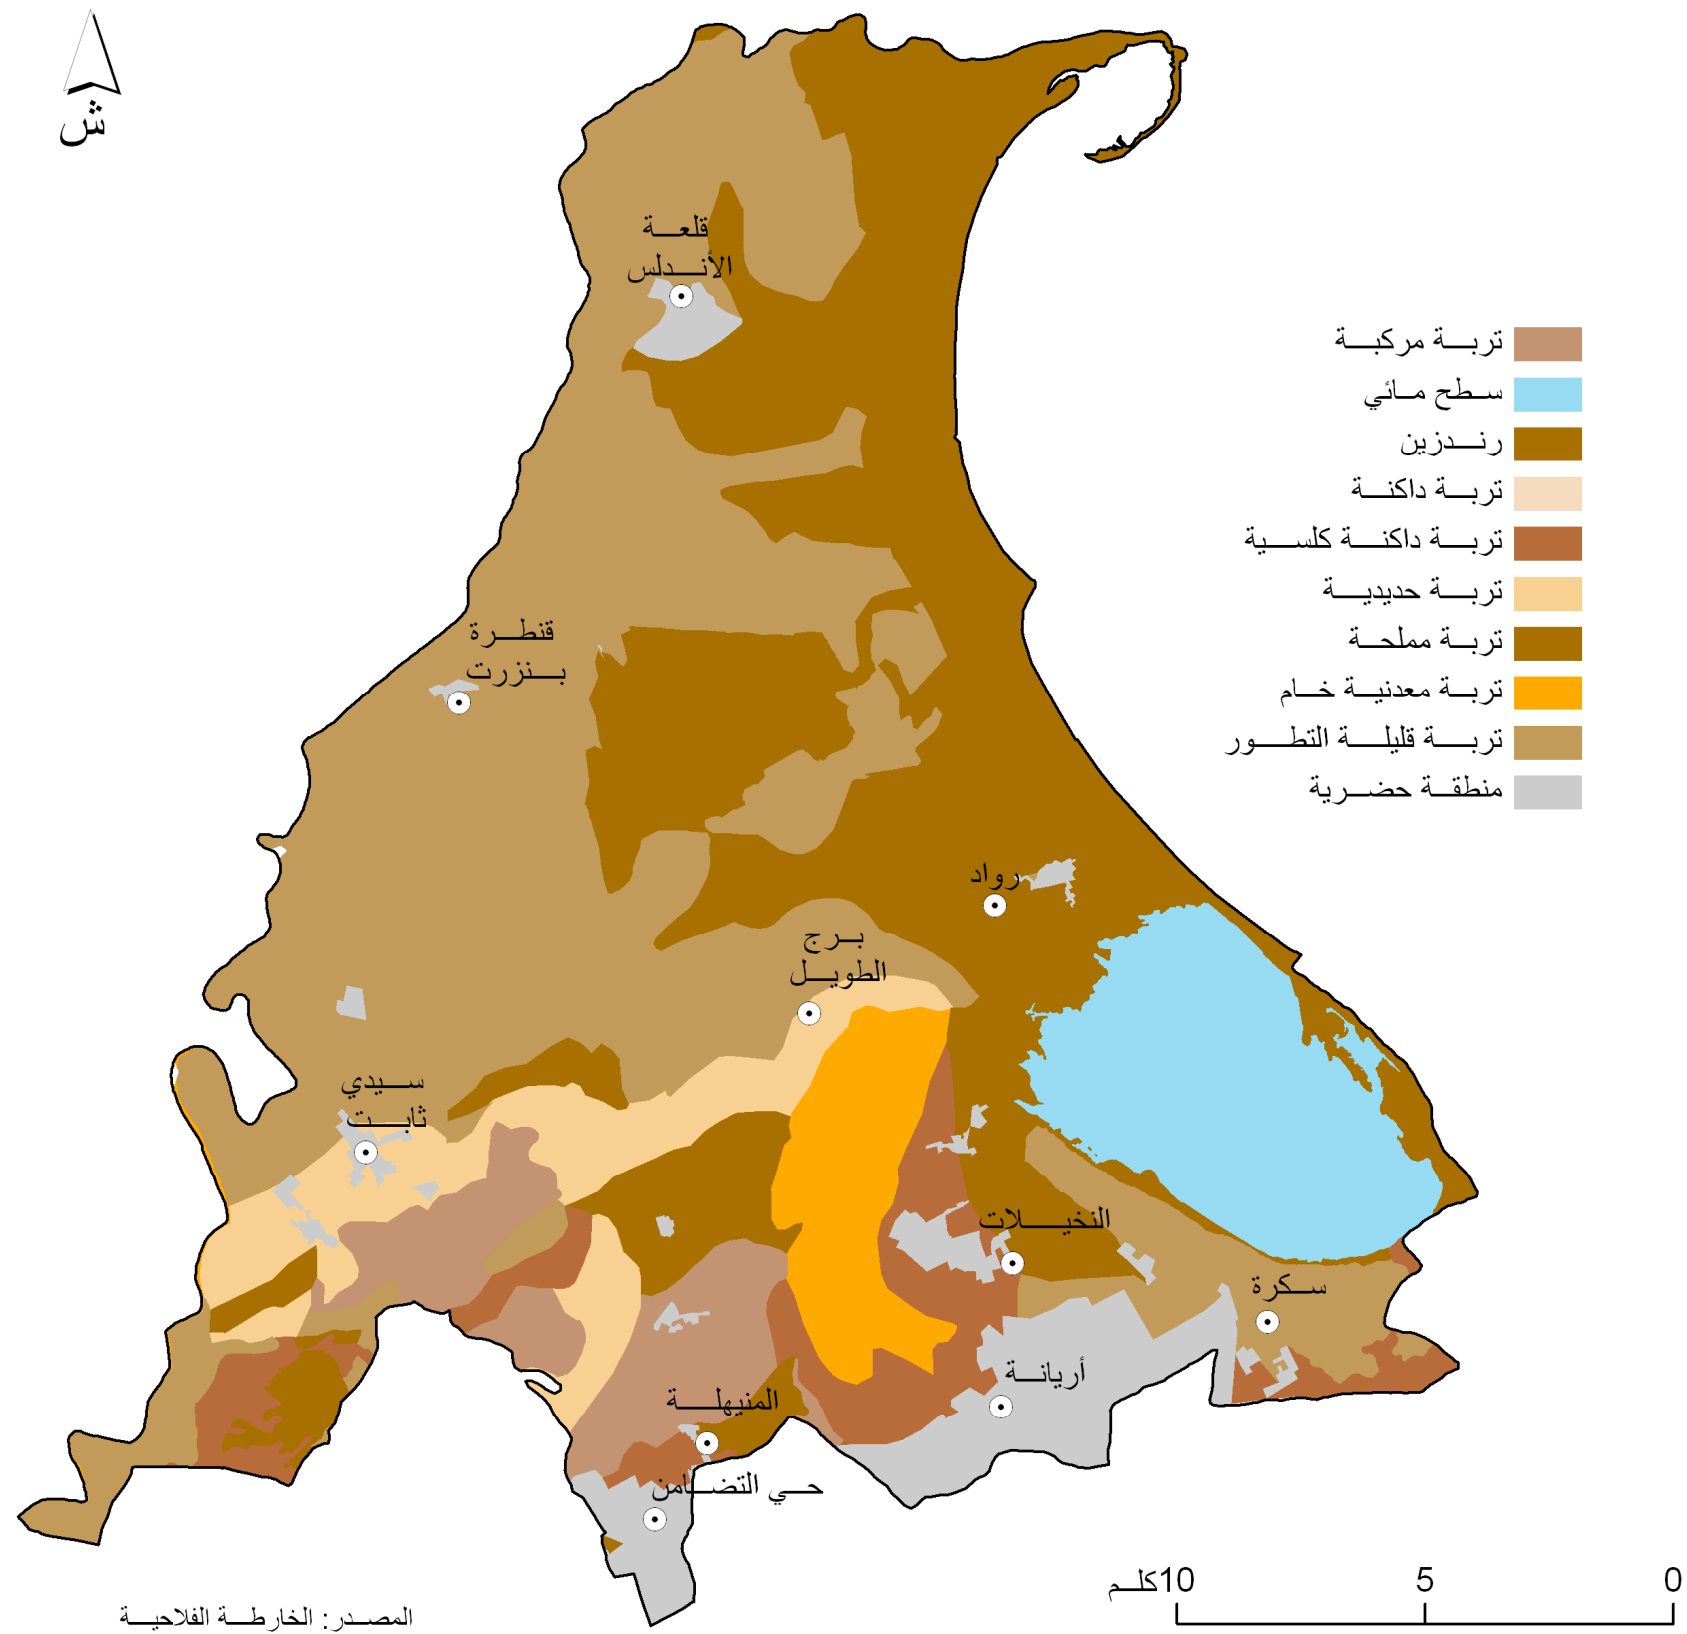 ش
قلعة
الأندلس
تربة مركبة
سطح مائي
رندزين
تربة داكنة
تربة داكنة كلسية
تربة حديدية
تربة مملحة
تربة معدنية خام
تربة قليلة التطور
منطقة حضرية
قنطرة
بنزرت
رواد
برج
الطويل
سيدي
ثابت
النخيلات
سكرة
أريانة
المنيهلة
حي التضامن
10كلم 5 0
المصدر: الخارطة الفلاحية